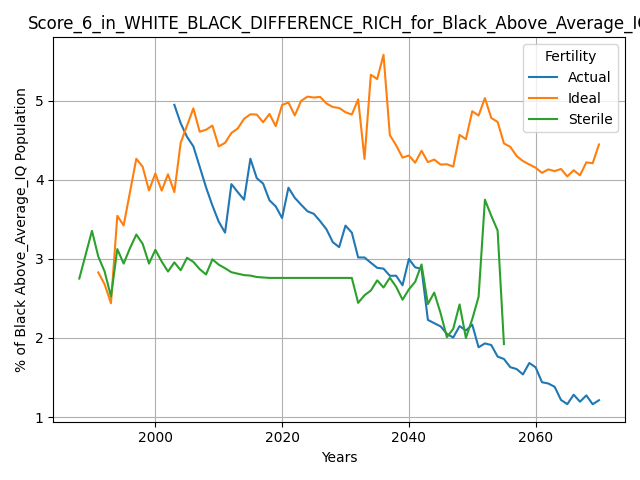 Score_6_in_WHITE_BLACK_DIFFERENCE_RICH_for_Black_Above_Average_IQ
Fertility
Actual
Ideal
Sterile
% of Black Above_Average_IQ Population
5
4
3
2
1
2000
2020
2040
2060
Years